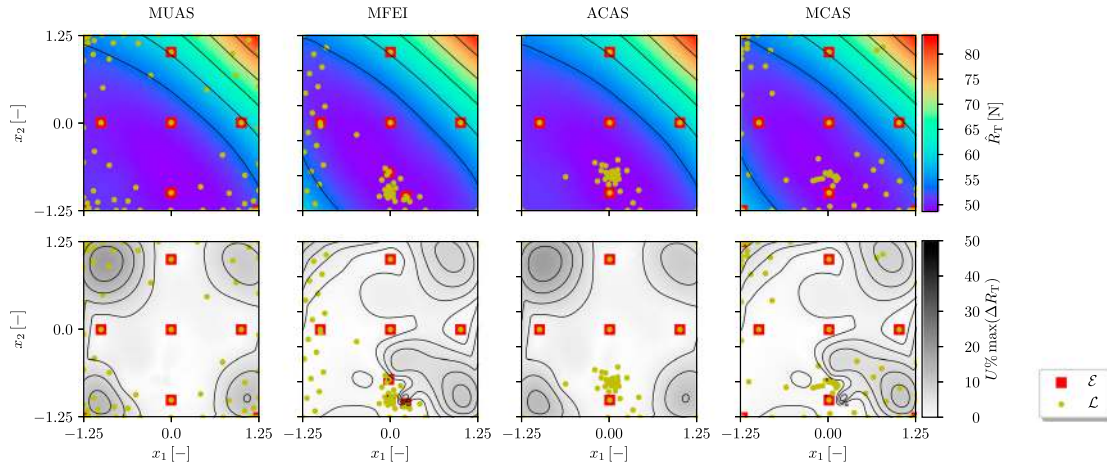 MUAS MFEI ACAS MCAS
1.25
0.0
−1.25
x₂ [−]
85
80
75
70
65
60
55
50
R̂_T [N]
1.25
0.0
−1.25
x₂ [−]
−1.25 0.0 1.25 −1.25 0.00 1.25 −1.25 0.0 1.25 −1.25 0.00 1.25
x₁ [−] x₁ [−] x₁ [−] x₁ [−]
50
40
30
20
10
0
U% max(ΔR_T)
ℰ
ℒ